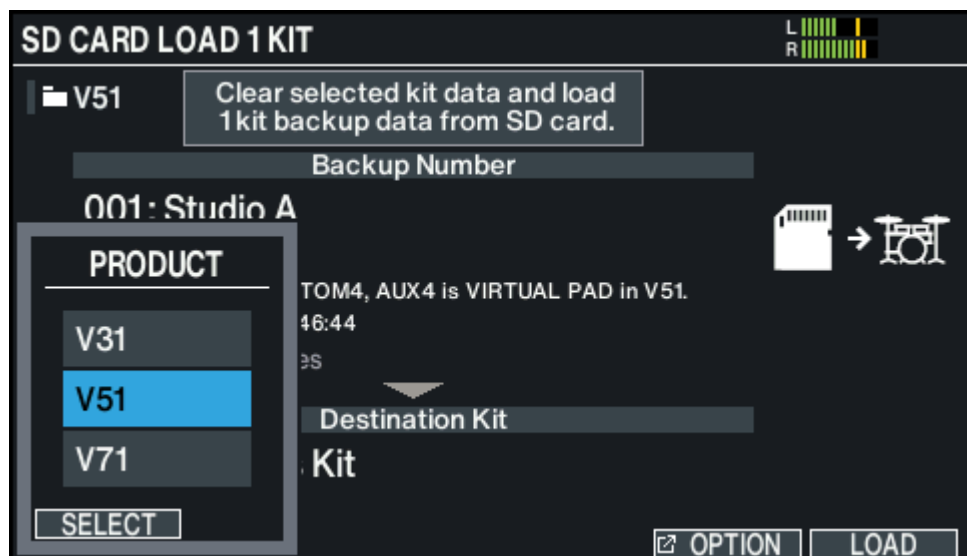 SD CARD LOAD 1 KIT
L
R
V51
Clear selected kit data and load
1 kit backup data from SD card.
Backup Number
001: Studio A
PRODUCT
TOM4, AUX4 is VIRTUAL PAD in V51.
V31
46:44
V51
Destination Kit
V71
Kit
SELECT
OPTION
LOAD